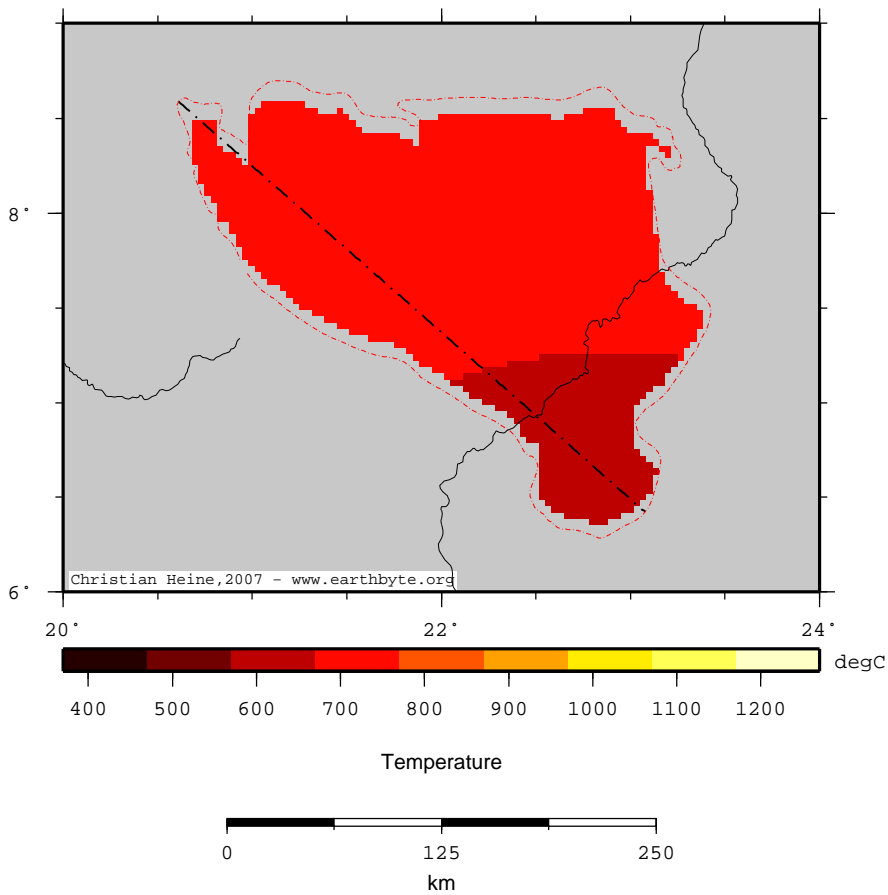 8°
6°
Christian Heine,2007 - www.earthbyte.org
20° 22° 24°
degC
400 500 600 700 800 900 1000 1100 1200
Temperature
0 125 250
km